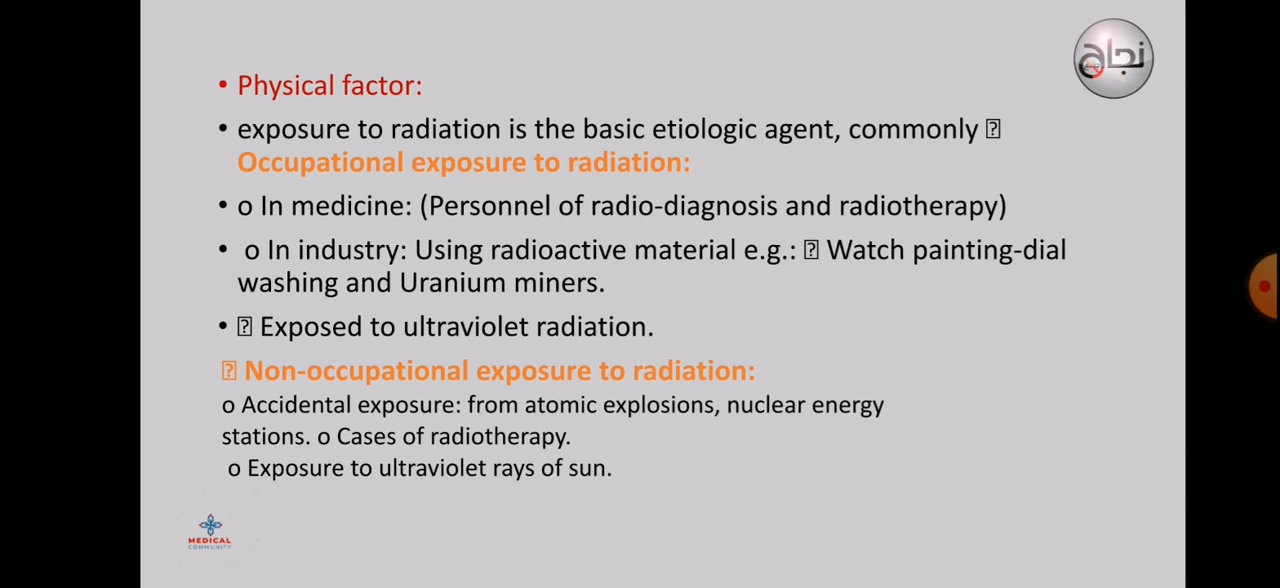 نجاح
• Physical factor:
• exposure to radiation is the basic etiologic agent, commonly
Occupational exposure to radiation:
• o In medicine: (Personnel of radio-diagnosis and radiotherapy)
• o In industry: Using radioactive material e.g.: Watch painting-dial
washing and Uranium miners.
• Exposed to ultraviolet radiation.
Non-occupational exposure to radiation:
o Accidental exposure: from atomic explosions, nuclear energy
stations. o Cases of radiotherapy.
o Exposure to ultraviolet rays of sun.
MEDICAL
COMMUNITY